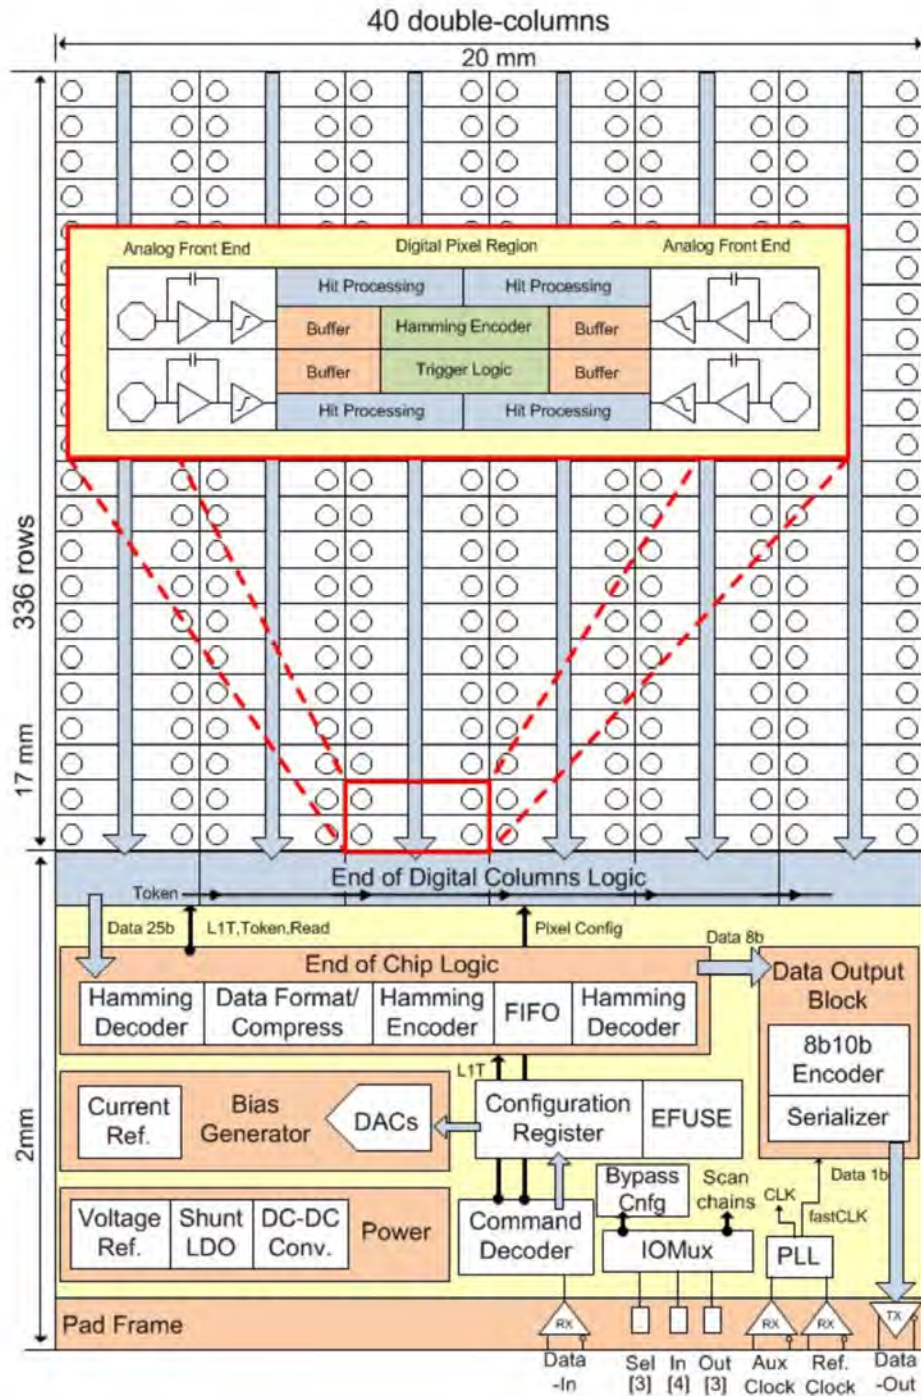 40 double-columns
20 mm
336 rows
17 mm
Analog Front End
Digital Pixel Region
Analog Front End
Hit Processing
Hit Processing
Buffer
Hamming Encoder
Buffer
Buffer
Trigger Logic
Buffer
Hit Processing
Hit Processing
End of Digital Columns Logic
Token
2mm
Data 25b
L1T,Token,Read
Pixel Config
Data 8b
End of Chip Logic
Hamming
Decoder
Data Format/
Compress
Hamming
Encoder
FIFO
Hamming
Decoder
Data Output
Block
8b10b
Encoder
Serializer
L1T
Current
Ref.
Bias
Generator
DACs
Configuration
Register
EFUSE
Data 1b
Voltage
Ref.
Shunt
LDO
DC-DC
Conv.
Power
Command
Decoder
Bypass
Cnfg
Scan
chains
IOMux
CLK
fastCLK
PLL
Pad Frame
RX
RX
RX
TX
Data
-In
Sel
[3]
In
[4]
Out
[3]
Aux
Clock
Ref.
Clock
Data
-Out